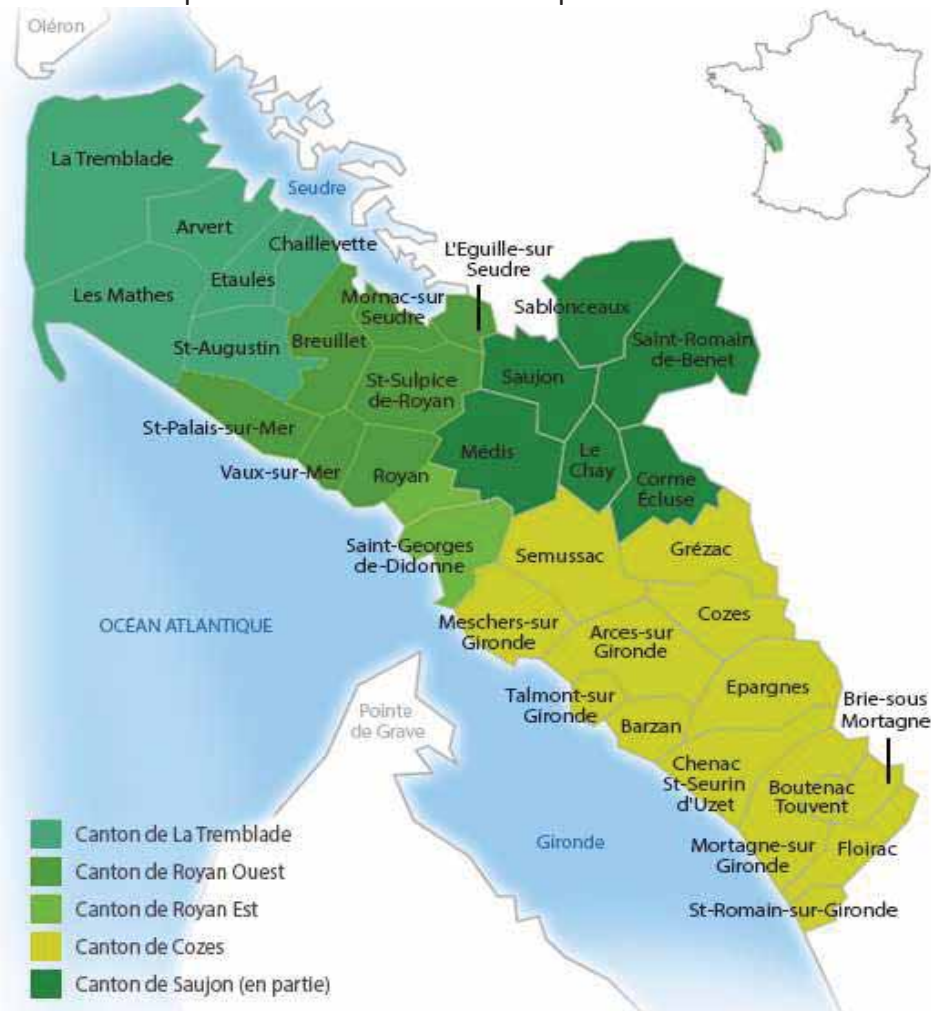 Oléron
La Tremblade
Seudre
Arvert
Chaillevette
L'Eguille-sur
Seudre
Etaules
Les Mathes
Mornac-sur
Seudre
Sablonceaux
Saint-Romain
de-Benet
St-Augustin
Breuillet
Saujon
St-Sulpice
de-Royan
St-Palais-sur-Mer
Médis
Le
Chay
Vaux-sur-Mer
Royan
Corme
Écluse
Saint-Georges
de-Didonne
Semussac
Grézac
OCÉAN ATLANTIQUE
Meschers-sur
Gironde
Arces-sur
Gironde
Cozes
Talmont-sur
Gironde
Epargnes
Brie-sous
Mortagne
Pointe
de Grave
Barzan
Chenac
St-Seurin
d'Uzet
Boutenac
Touvent
Gironde
Mortagne-sur
Gironde
Floirac
St-Romain-sur-Gironde
Canton de La Tremblade
Canton de Royan Ouest
Canton de Royan Est
Canton de Cozes
Canton de Saujon (en partie)